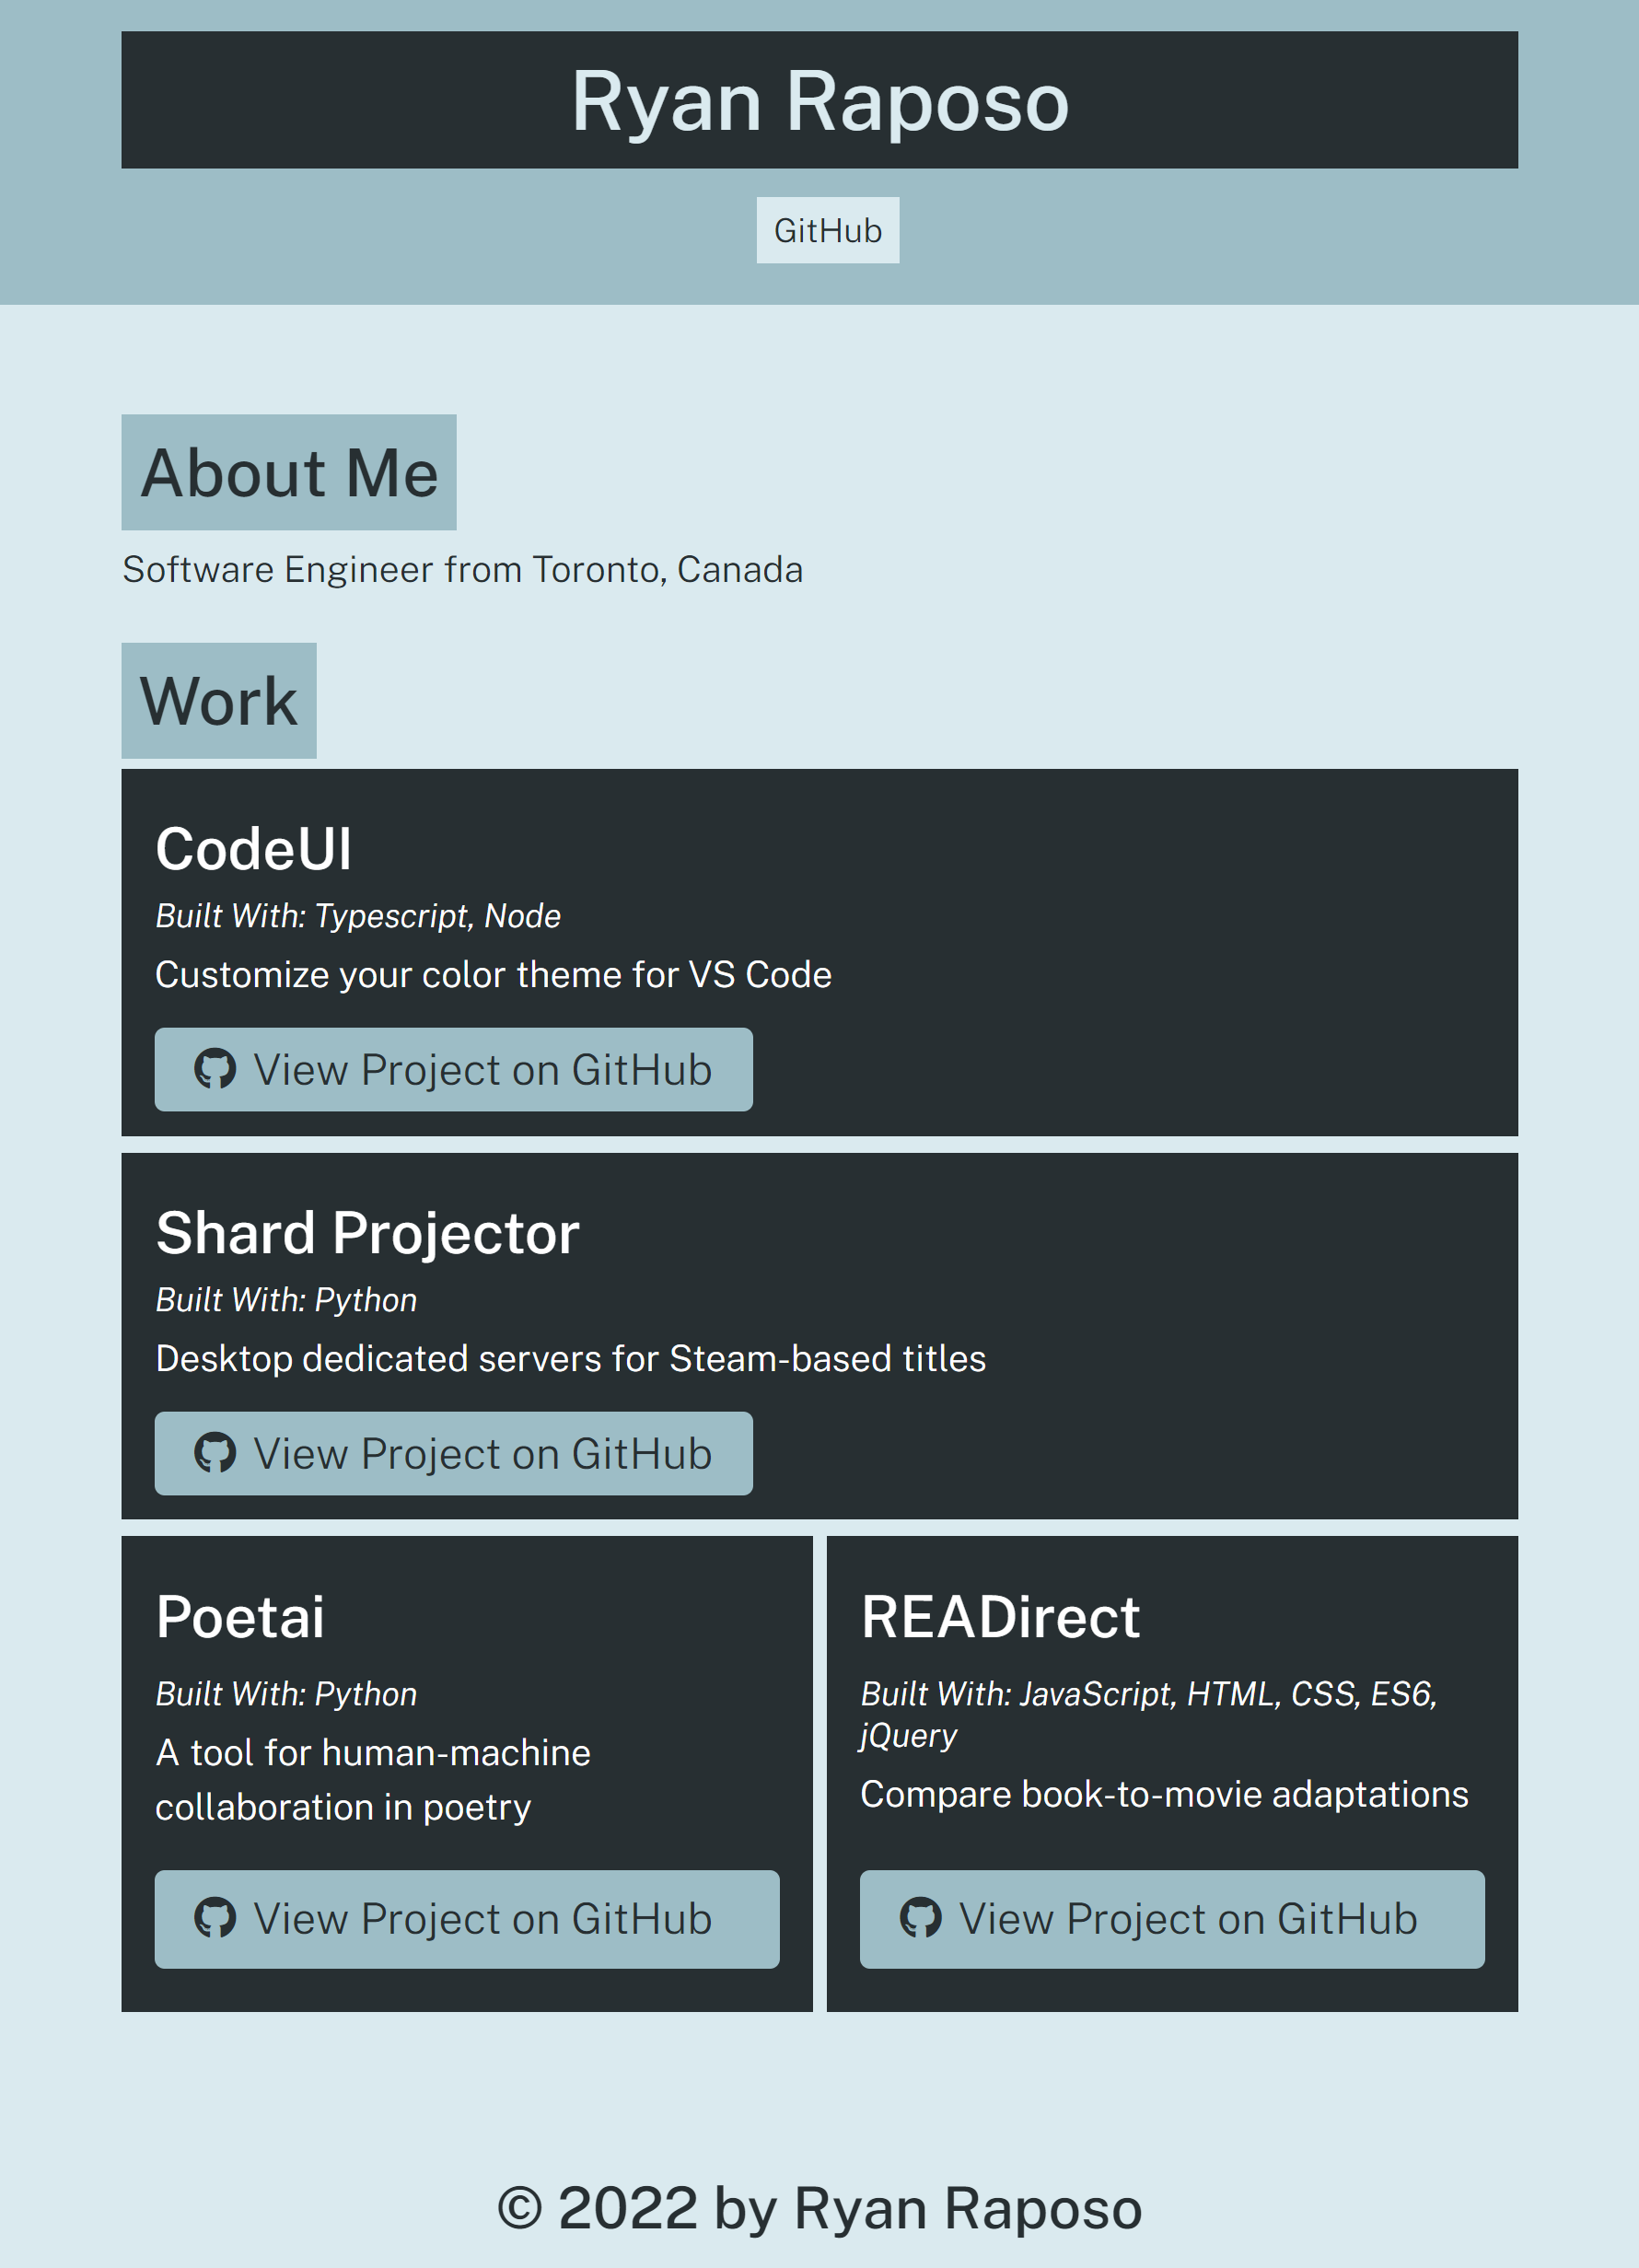 Ryan Raposo
GitHub
About Me
Software Engineer from Toronto, Canada
Work
CodeUI
Built With: Typescript, Node
Customize your color theme for VS Code
View Project on GitHub
Shard Projector
Built With: Python
Desktop dedicated servers for Steam-based titles
View Project on GitHub
Poetai
Built With: Python
A tool for human-machine
collaboration in poetry
View Project on GitHub
READirect
Built With: JavaScript, HTML, CSS, ES6,
jQuery
Compare book-to-movie adaptations
View Project on GitHub
© 2022 by Ryan Raposo